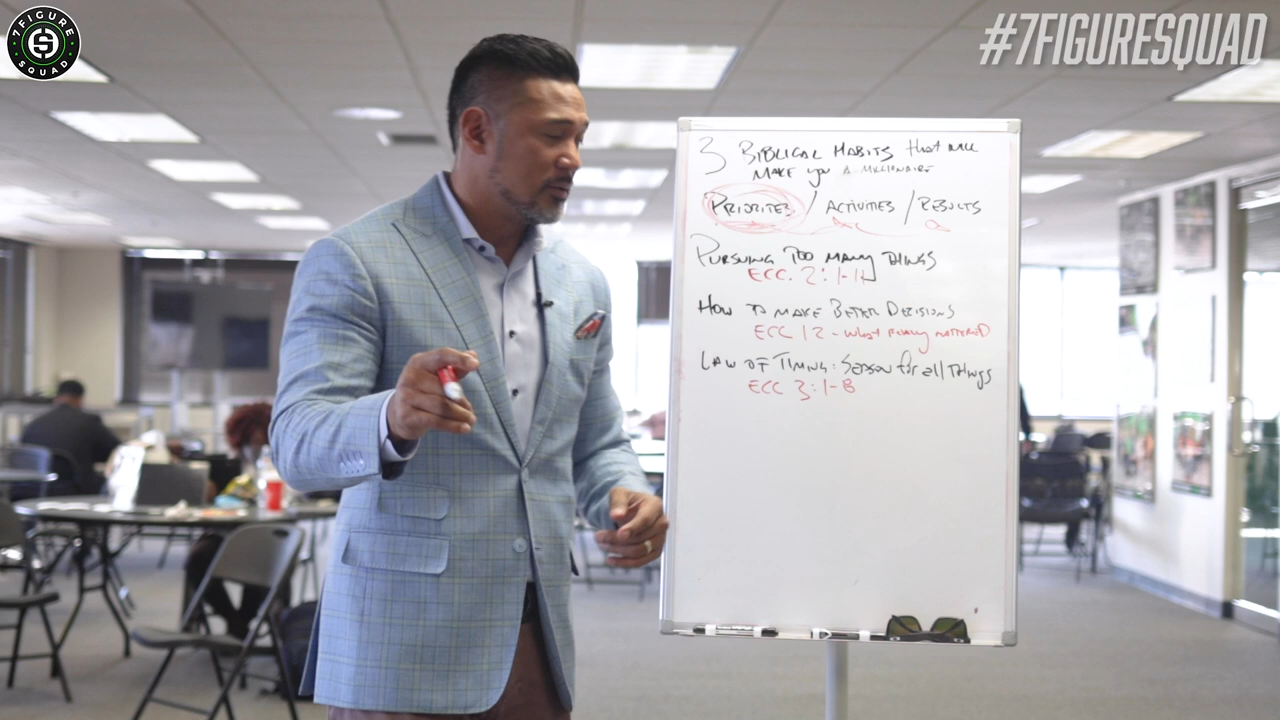 7FIGURE
SQUAD
#7FIGURESQUAD
3 BIBLICAL HABITS that will
MAKE you A MILLIONAIRE
PRIORITIES / ACTIVITIES / RESULTS
PURSUING TOO MANY THINGS
ECC. 2:1-11
HOW TO MAKE BETTER DECISIONS
ECC 12 - what really mattered
LAW OF TIMING: SEASON for all THINGS
ECC 3:1-8